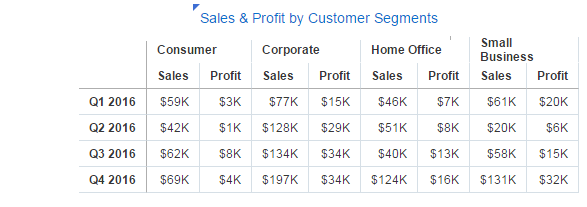 Sales & Profit by Customer Segments
Consumer Corporate Home Office Small Business
Sales Profit Sales Profit Sales Profit Sales Profit
Q1 2016 $59K $3K $77K $15K $46K $7K $61K $20K
Q2 2016 $42K $1K $128K $29K $51K $8K $20K $6K
Q3 2016 $62K $8K $134K $34K $40K $13K $58K $15K
Q4 2016 $69K $4K $197K $34K $124K $16K $131K $32K